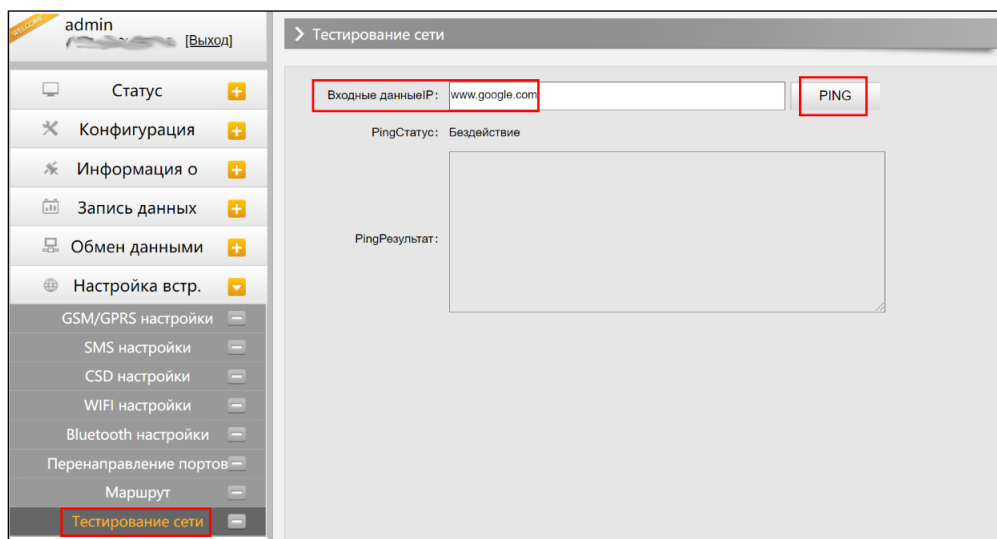 WELCOME
admin
[Выход]
Статус
Конфигурация
Информация о
Запись данных
Обмен данными
Настройка встр.
GSM/GPRS настройки
SMS настройки
CSD настройки
WIFI настройки
Bluetooth настройки
Перенаправление портов
Маршрут
Тестирование сети
Тестирование сети
Входные данныеIP: www.google.com PING
PingСтатус: Бездействие
PingРезультат: